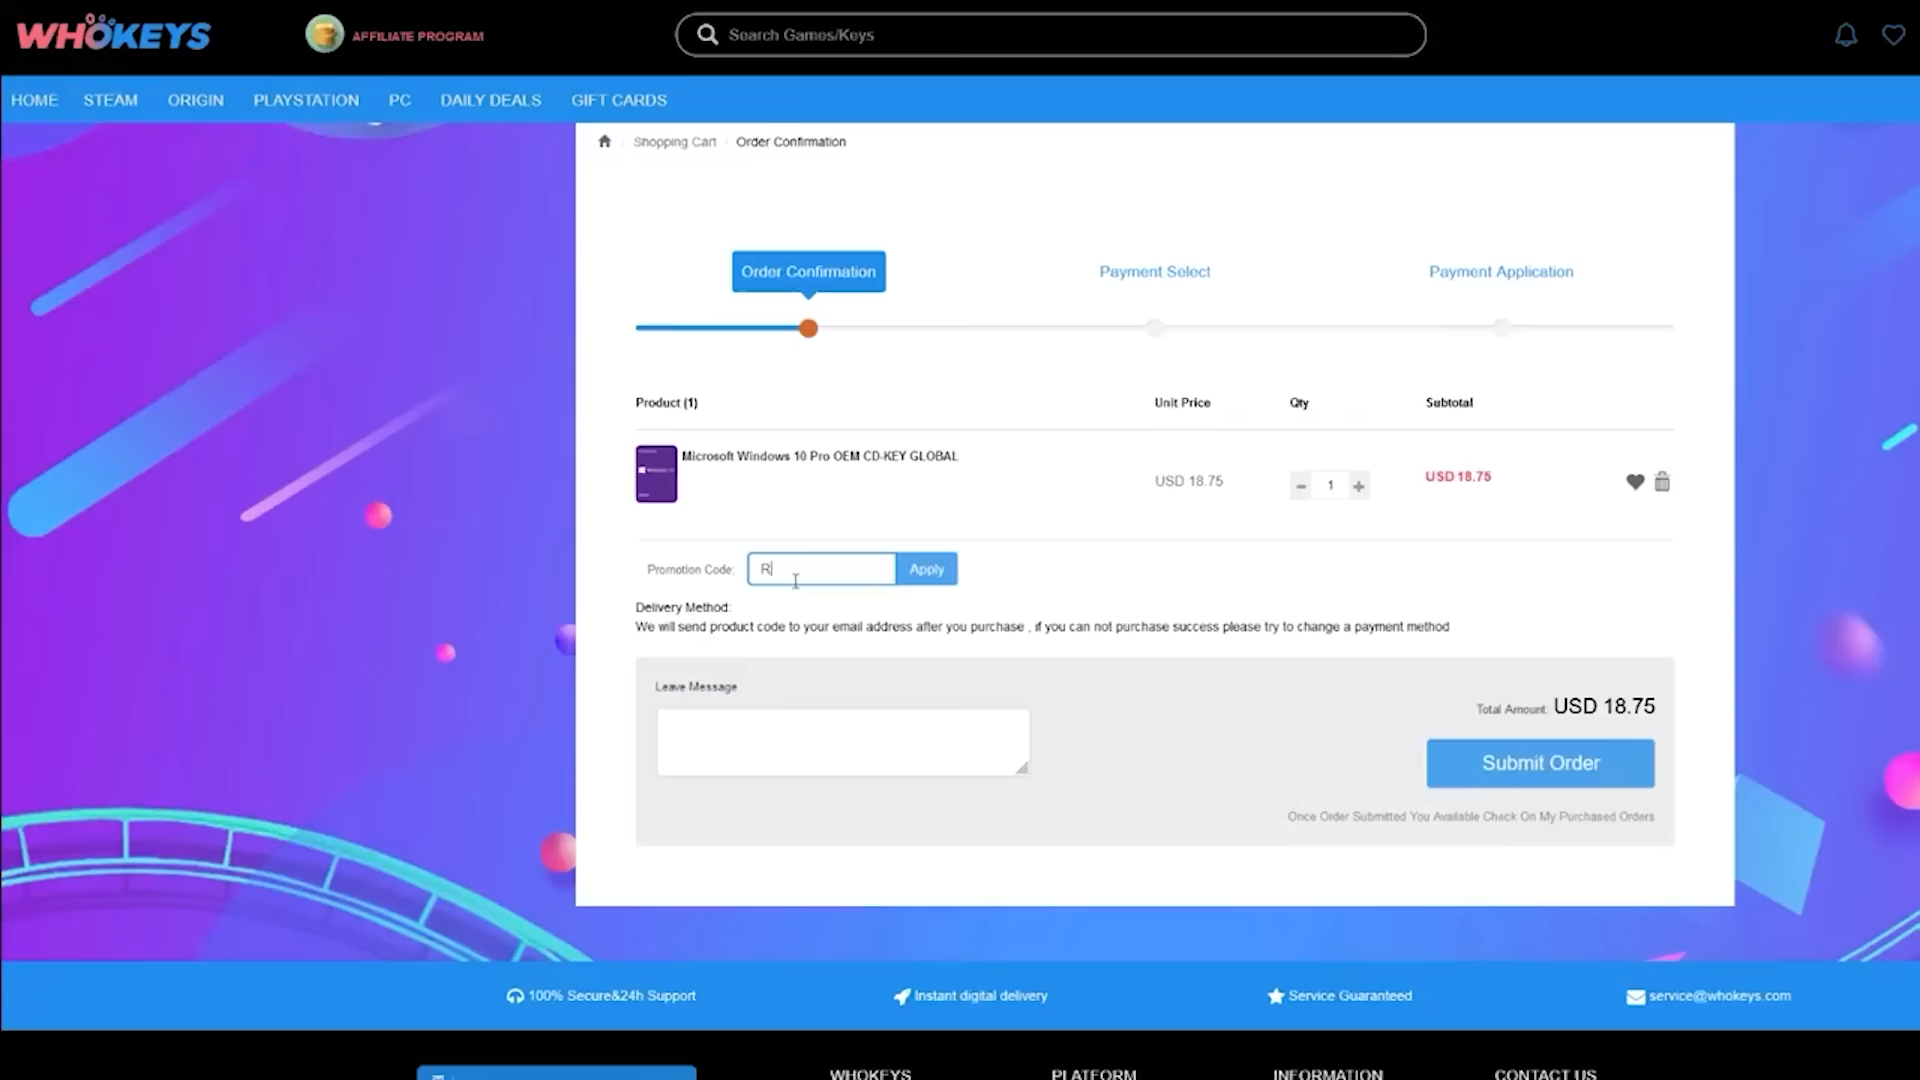 WHOKEYS
AFFILIATE PROGRAM
Search Games/Keys
HOME STEAM ORIGIN PLAYSTATION PC DAILY DEALS GIFT CARDS
Shopping Cart Order Confirmation
Order Confirmation Payment Select Payment Application
Product (1) Unit Price Qty Subtotal
Microsoft Windows 10 Pro OEM CD-KEY GLOBAL
USD 18.75 - 1 + USD 18.75
Promotion Code: R Apply
Delivery Method:
We will send product code to your email address after you purchase , if you can not purchase success please try to change a payment method
Leave Message
Total Amount: USD 18.75
Submit Order
Once Order Submitted You Available Check On My Purchased Orders
100% Secure&24h Support Instant digital delivery Service Guaranteed service@whokeys.com
WHOKEYS PLATFORM INFORMATION CONTACT US